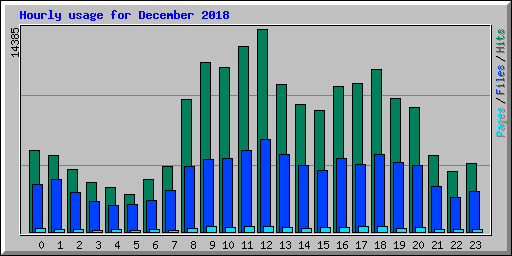 Hourly usage for December 2018
14385
Pages / Files / Hits
0 1 2 3 4 5 6 7 8 9 10 11 12 13 14 15 16 17 18 19 20 21 22 23